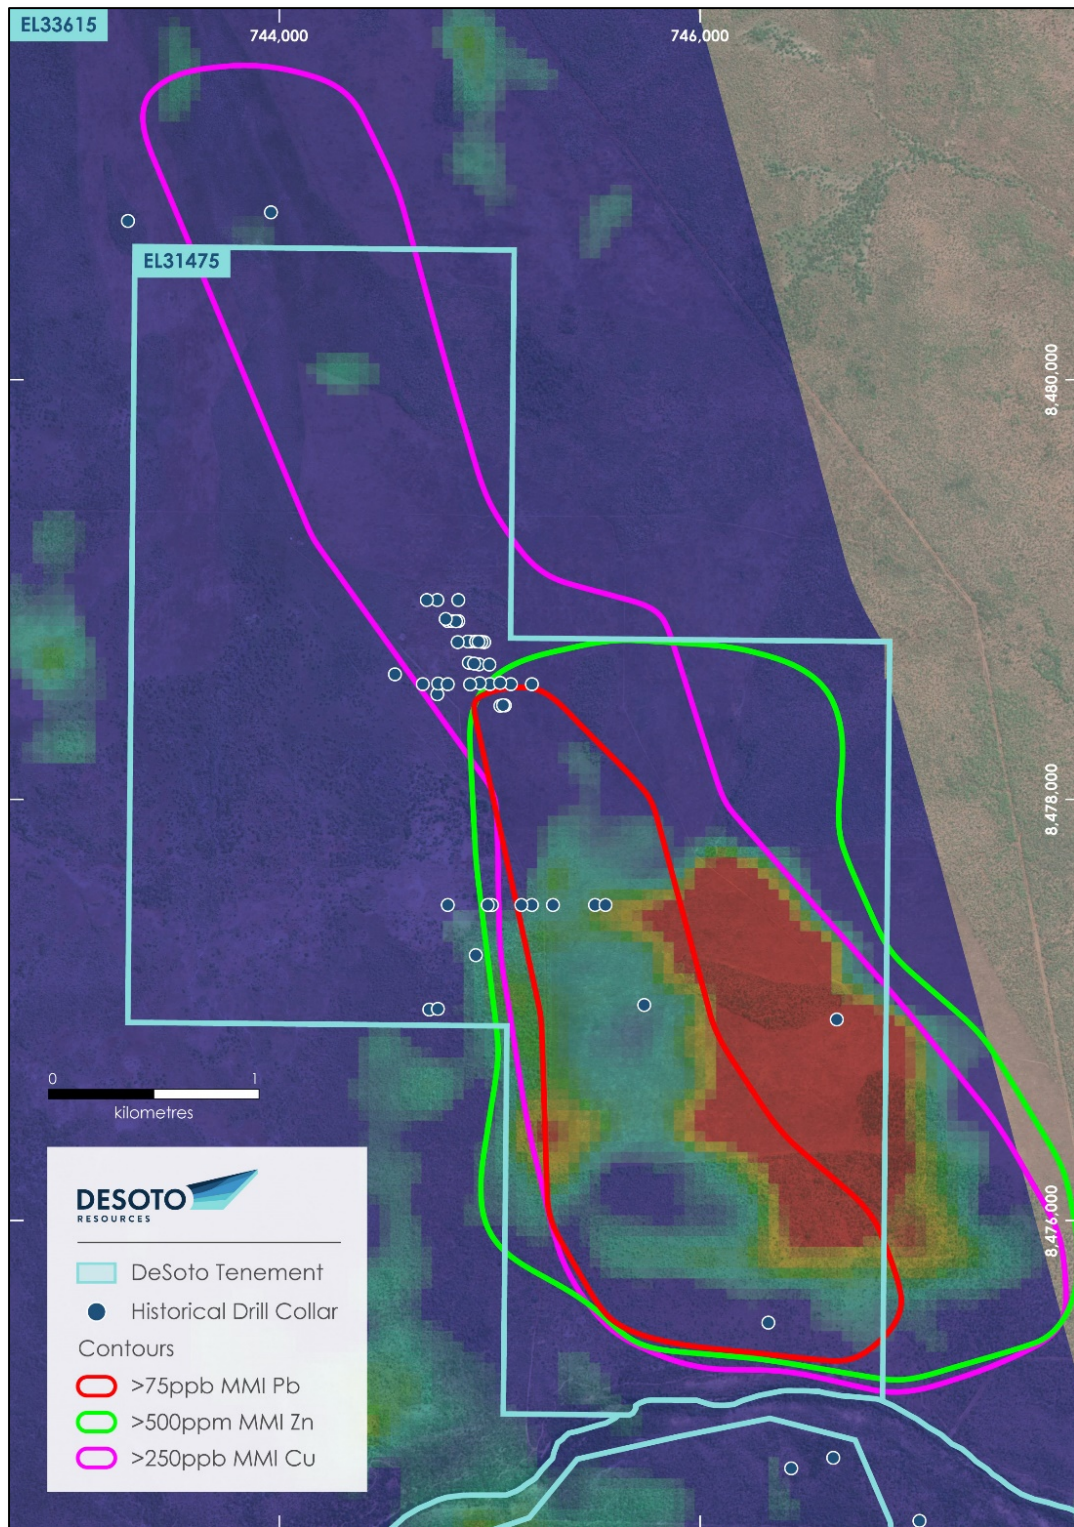 EL33615
744,000
746,000
EL31475
8,480,000
8,478,000
8,476,000
0 1
kilometres
DESOTO
RESOURCES
DeSoto Tenement
Historical Drill Collar
Contours
>75ppb MMI Pb
>500ppm MMI Zn
>250ppb MMI Cu